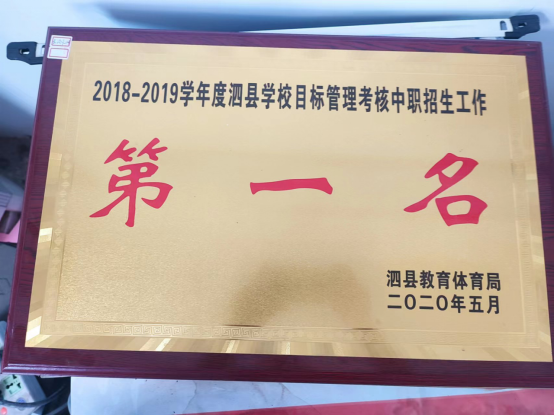 2018-2019学年度泗县学校目标管理考核中职招生工作
第一名
泗县教育体育局
二〇二〇年五月